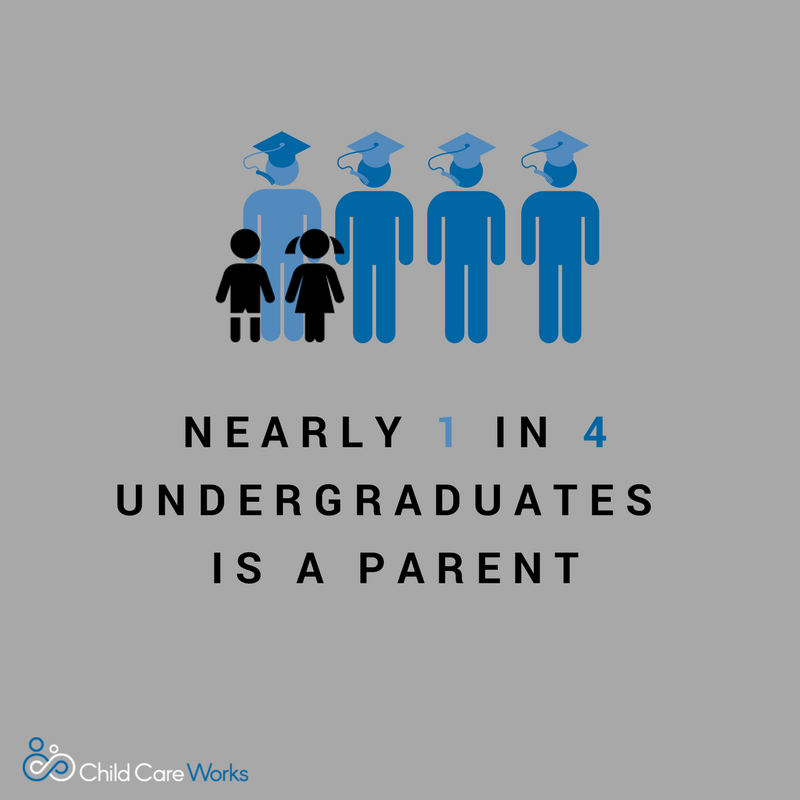 NEARLY 1 IN 4
UNDERGRADUATES
IS A PARENT
Child Care Works